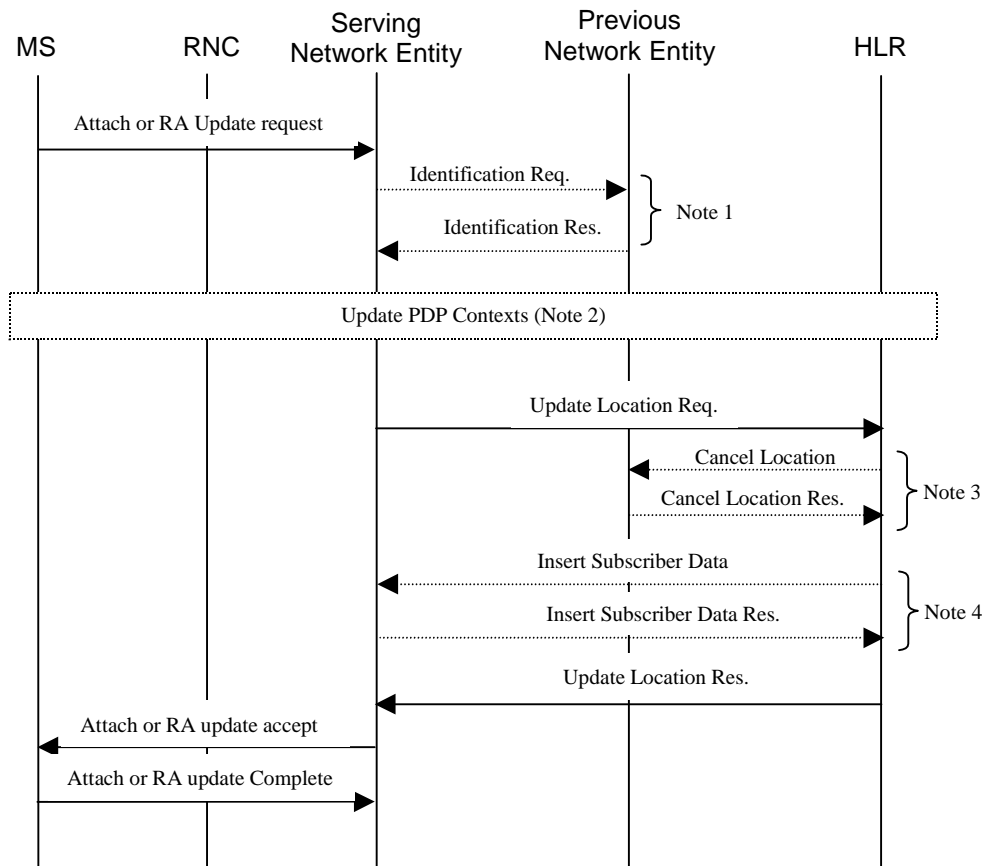 MS
RNC
Serving
Network Entity
Previous
Network Entity
HLR
Attach or RA Update request
Identification Req.
Note 1
Identification Res.
Update PDP Contexts (Note 2)
Update Location Req.
Cancel Location
Note 3
Cancel Location Res.
Insert Subscriber Data
Note 4
Insert Subscriber Data Res.
Update Location Res.
Attach or RA update accept
Attach or RA update Complete